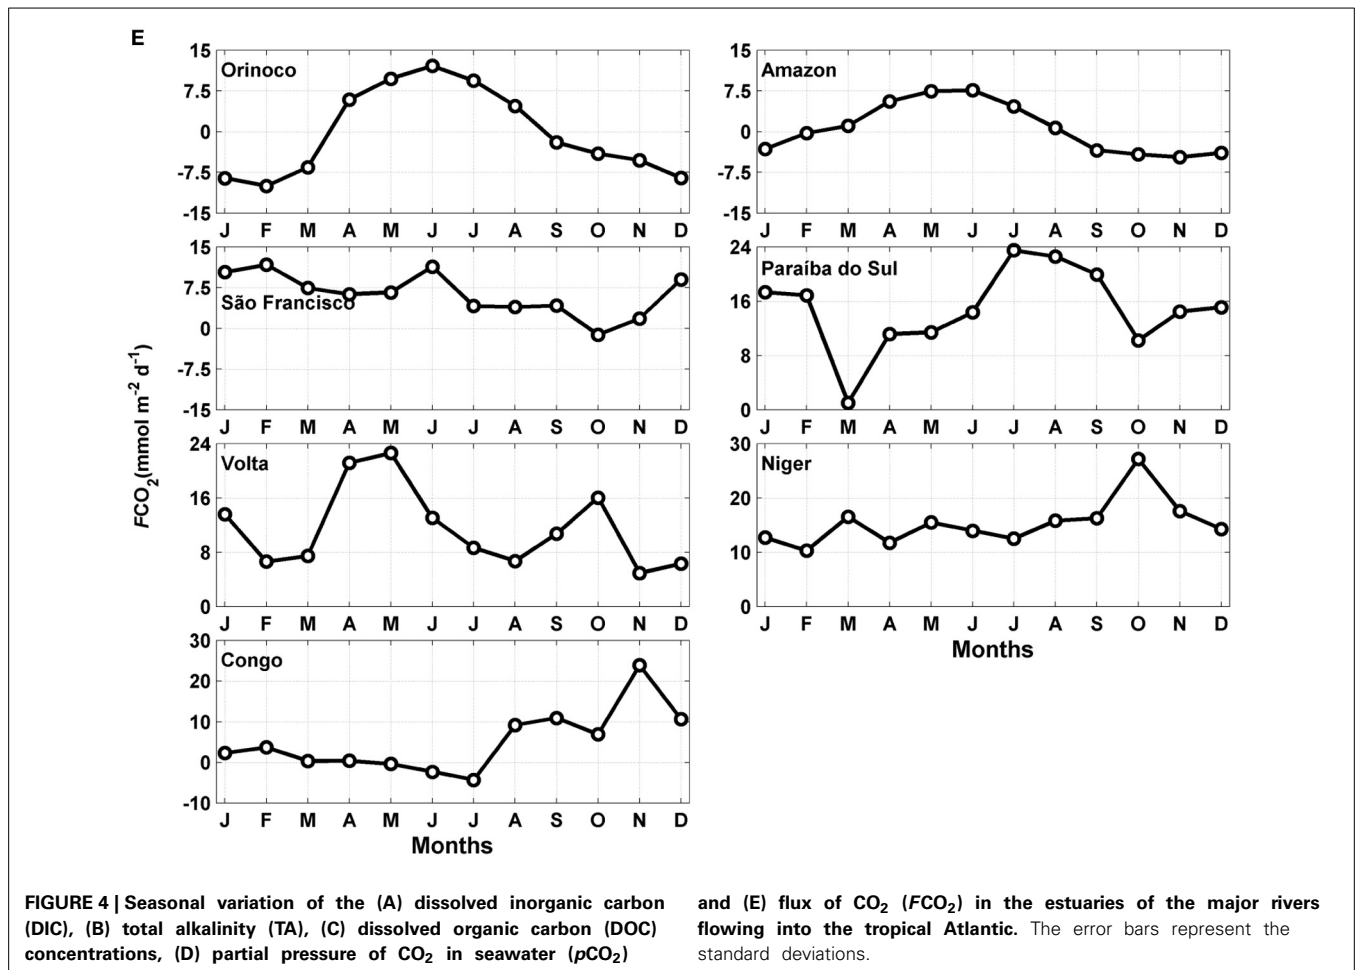 E
15
7.5
0
-7.5
-15
Orinoco
J F M A M J J A S O N D
15
7.5
0
-7.5
-15
Amazon
J F M A M J J A S O N D
15
7.5
0
-7.5
-15
São Francisco
J F M A M J J A S O N D
24
16
8
0
Paraíba do Sul
J F M A M J J A S O N D
FCO2(mmol m-2 d-1)
24
16
8
0
Volta
J F M A M J J A S O N D
30
20
10
0
Niger
J F M A M J J A S O N D
Months
30
20
10
0
-10
Congo
J F M A M J J A S O N D
Months
FIGURE 4 | Seasonal variation of the (A) dissolved inorganic carbon
(DIC), (B) total alkalinity (TA), (C) dissolved organic carbon (DOC)
concentrations, (D) partial pressure of CO2 in seawater (pCO2)
and (E) flux of CO2 (FCO2) in the estuaries of the major rivers
flowing into the tropical Atlantic. The error bars represent the
standard deviations.